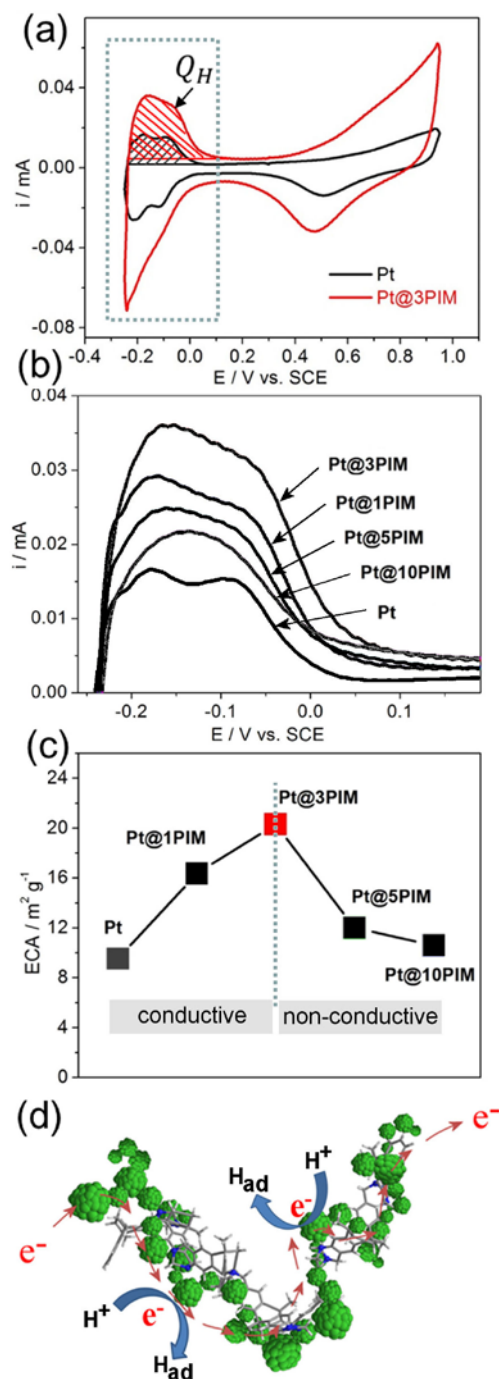 (a)
Q_H
0.04
0.00
-0.04
-0.08
i / mA
Pt
Pt@3PIM
-0.4 -0.2 0.0 0.2 0.4 0.6 0.8 1.0
E / V vs. SCE
(b)
0.04
0.03
0.02
0.01
0.00
i / mA
Pt@3PIM
Pt@1PIM
Pt@5PIM
Pt@10PIM
Pt
-0.2 -0.1 0.0 0.1
E / V vs. SCE
(c)
24
20
16
12
8
4
0
ECA / m² g⁻¹
Pt@3PIM
Pt@1PIM
Pt
Pt@5PIM
Pt@10PIM
conductive non-conductive
(d)
e⁻
H⁺
H_ad
e⁻
e⁻
H⁺
e⁻
H_ad